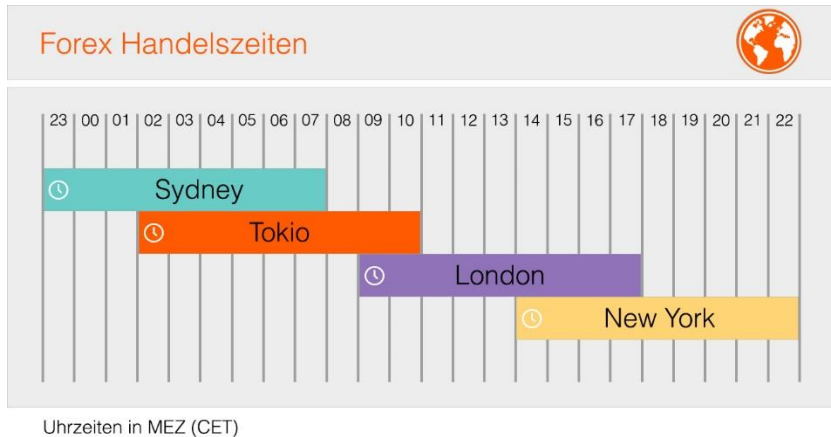 Forex Handelszeiten
23 00 01 02 03 04 05 06 07 08 09 10 11 12 13 14 15 16 17 18 19 20 21 22
Sydney
Tokio
London
New York
Uhrzeiten in MEZ (CET)